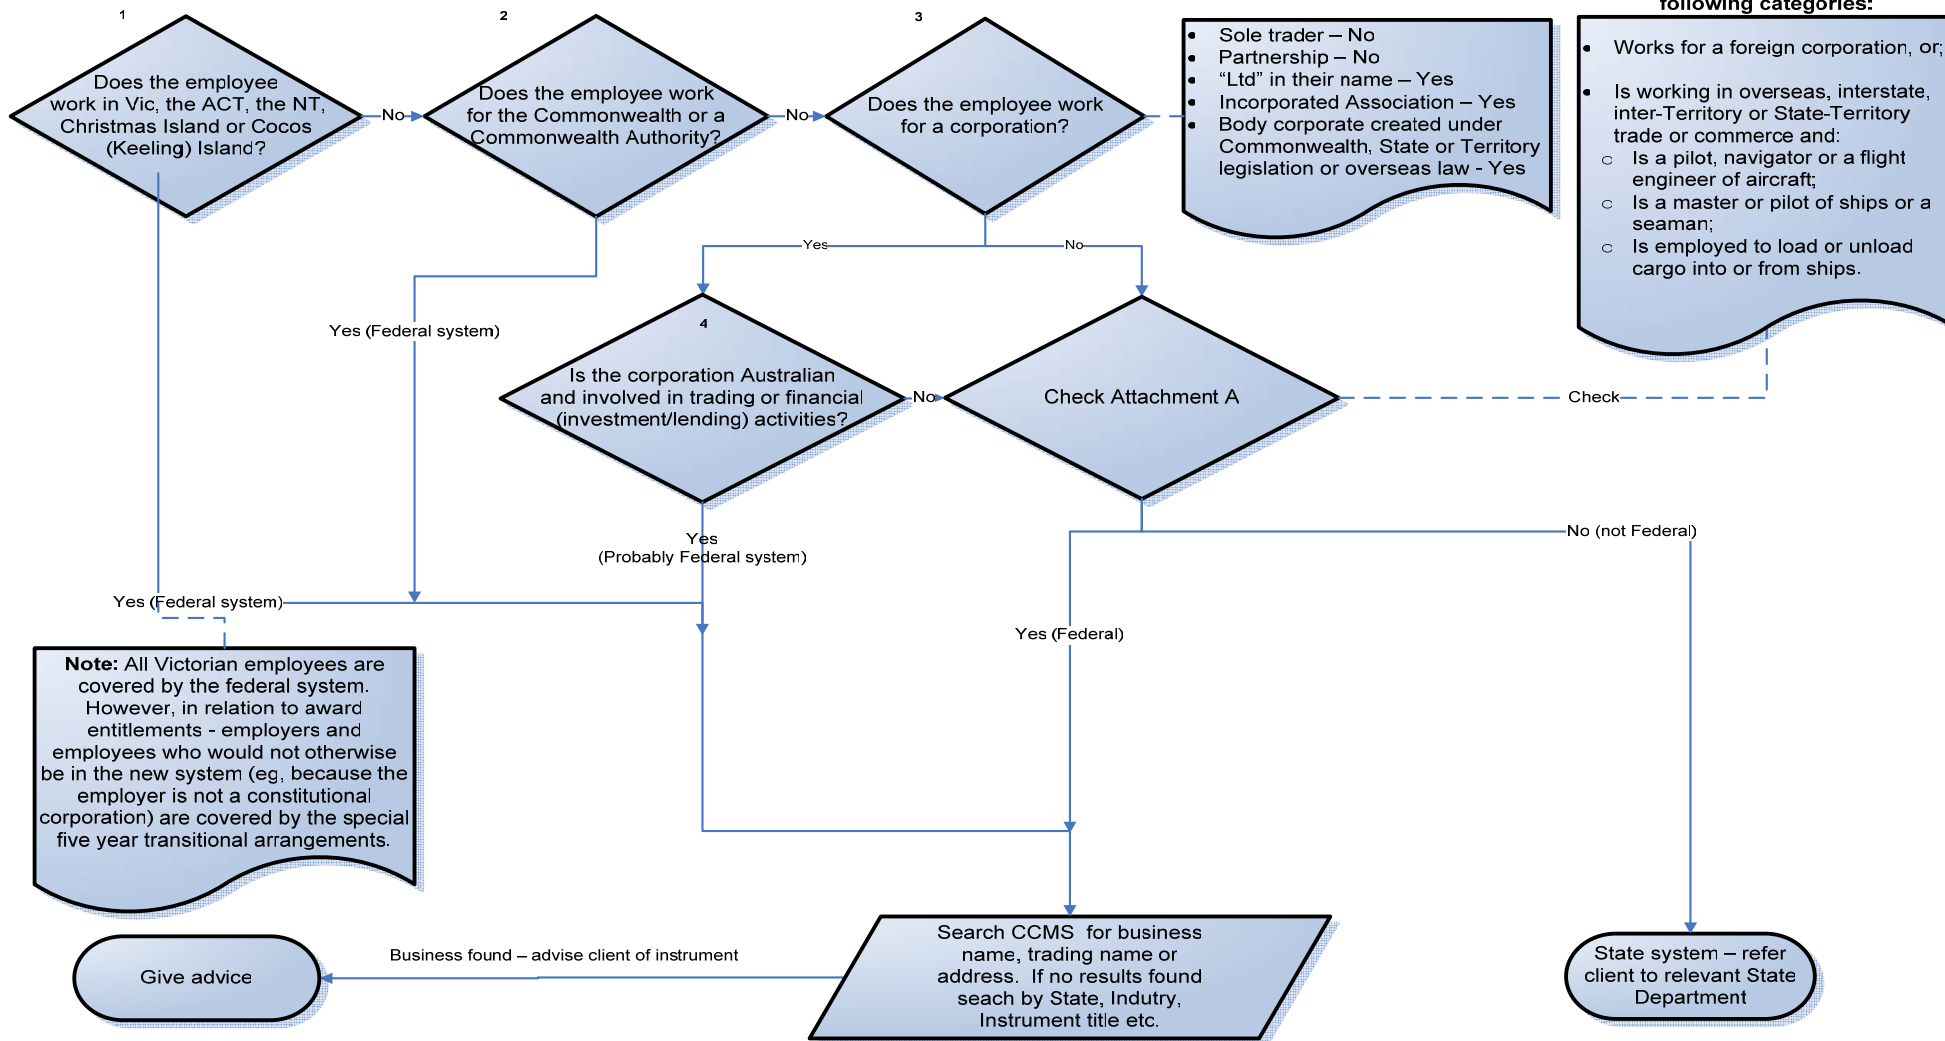 following categories:
1
2
3
Does the employee
work in Vic, the ACT, the NT,
Christmas Island or Cocos
(Keeling) Island?
No
Does the employee work
for the Commonwealth or a
Commonwealth Authority?
No
Does the employee work
for a corporation?
• Sole trader – No
• Partnership – No
• “Ltd” in their name – Yes
• Incorporated Association – Yes
• Body corporate created under
Commonwealth, State or Territory
legislation or overseas law - Yes
• Works for a foreign corporation, or;
• Is working in overseas, interstate,
inter-Territory or State-Territory
trade or commerce and:
○ Is a pilot, navigator or a flight
engineer of aircraft;
○ Is a master or pilot of ships or a
seaman;
○ Is employed to load or unload
cargo into or from ships.
Yes
No
Yes (Federal system)
4
Is the corporation Australian
and involved in trading or financial
(investment/lending) activities?
No
Check Attachment A
Check
Yes
(Probably Federal system)
No (not Federal)
Yes (Federal system)
Yes (Federal)
Note: All Victorian employees are
covered by the federal system.
However, in relation to award
entitlements - employers and
employees who would not otherwise
be in the new system (eg, because the
employer is not a constitutional
corporation) are covered by the special
five year transitional arrangements.
Give advice
Business found – advise client of instrument
Search CCMS for business
name, trading name or
address. If no results found
seach by State, Indutry,
Instrument title etc.
State system – refer
client to relevant State
Department